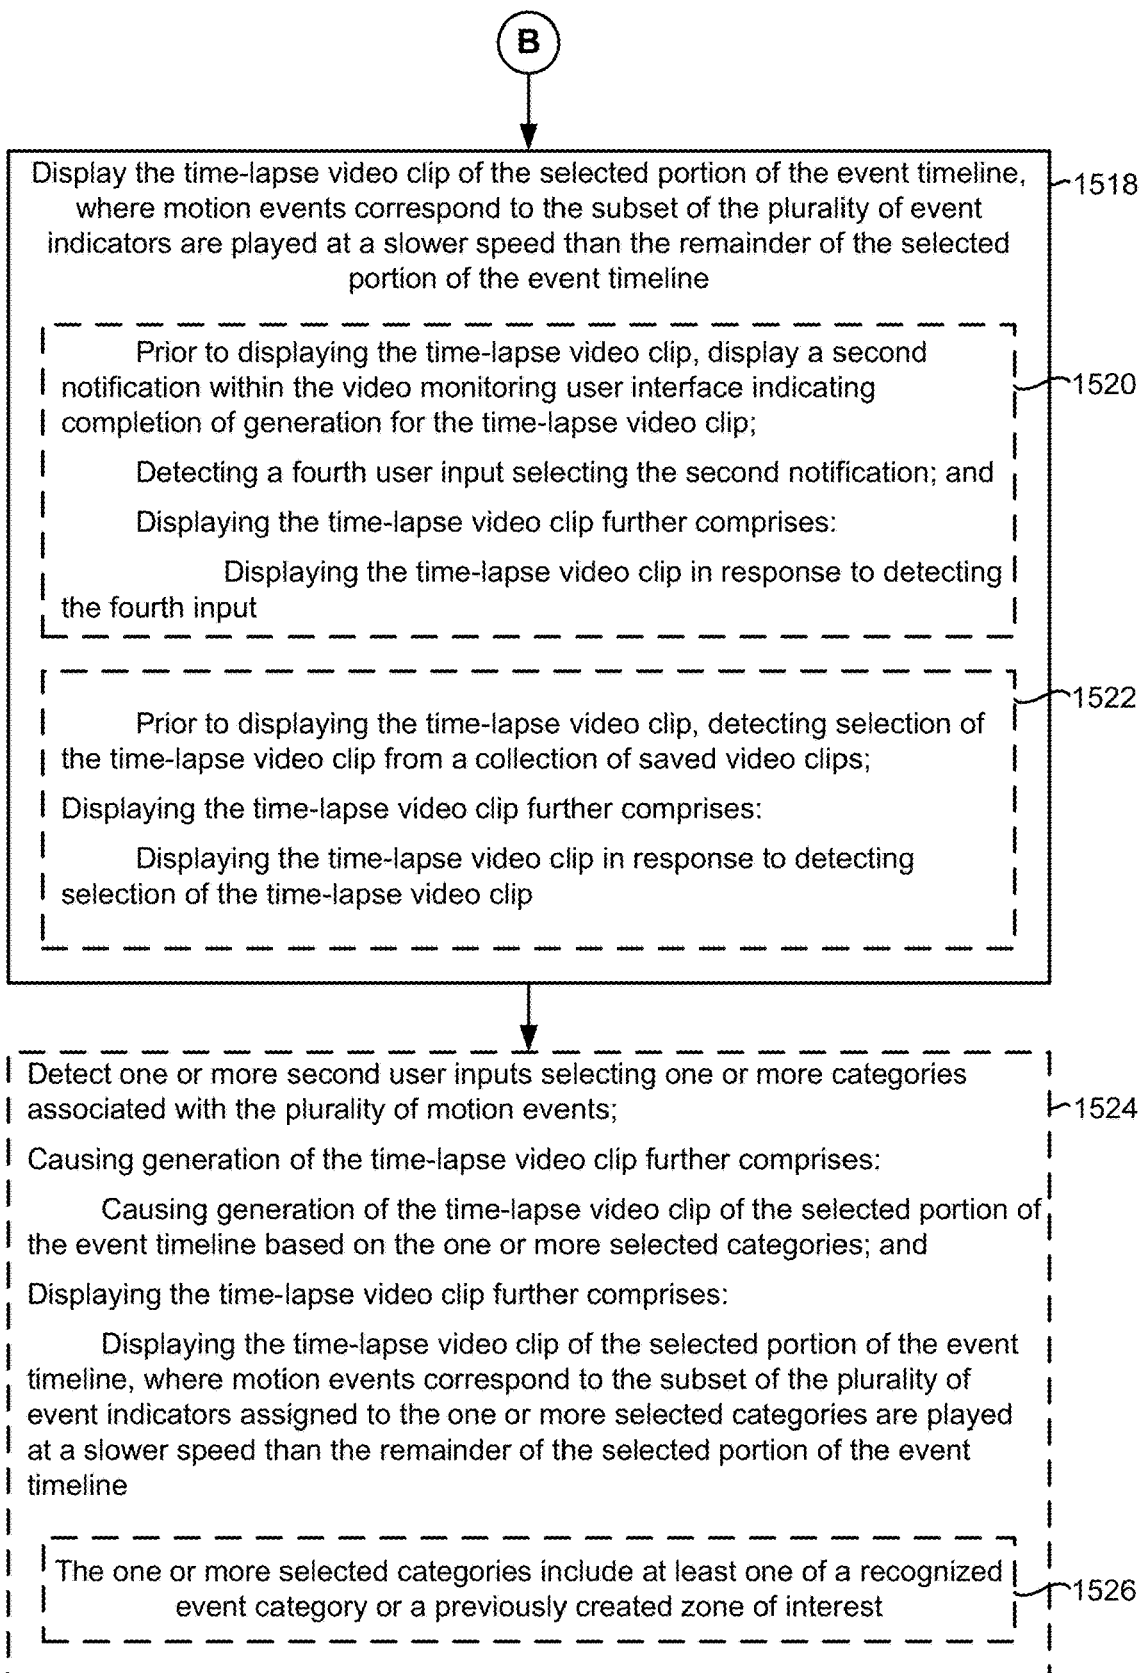 B
Display the time-lapse video clip of the selected portion of the event timeline,
where motion events correspond to the subset of the plurality of event
indicators are played at a slower speed than the remainder of the selected
portion of the event timeline
1518
Prior to displaying the time-lapse video clip, display a second
notification within the video monitoring user interface indicating
completion of generation for the time-lapse video clip;
Detecting a fourth user input selecting the second notification; and
Displaying the time-lapse video clip further comprises:
Displaying the time-lapse video clip in response to detecting
the fourth input
1520
Prior to displaying the time-lapse video clip, detecting selection of
the time-lapse video clip from a collection of saved video clips;
Displaying the time-lapse video clip further comprises:
Displaying the time-lapse video clip in response to detecting
selection of the time-lapse video clip
1522
Detect one or more second user inputs selecting one or more categories
associated with the plurality of motion events;
Causing generation of the time-lapse video clip further comprises:
Causing generation of the time-lapse video clip of the selected portion of
the event timeline based on the one or more selected categories; and
Displaying the time-lapse video clip further comprises:
Displaying the time-lapse video clip of the selected portion of the event
timeline, where motion events correspond to the subset of the plurality of
event indicators assigned to the one or more selected categories are played
at a slower speed than the remainder of the selected portion of the event
timeline
1524
The one or more selected categories include at least one of a recognized
event category or a previously created zone of interest
1526